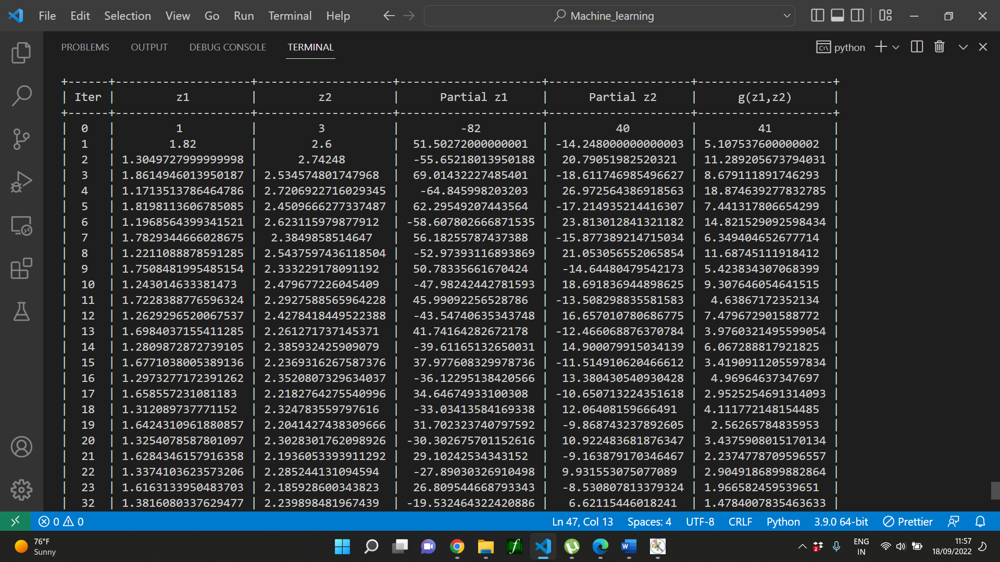 File Edit Selection View Go Run Terminal Help Machine_learning
PROBLEMS OUTPUT DEBUG CONSOLE TERMINAL python
+------+--------------------+--------------------+---------------------+---------------------+--------------------+
| Iter | z1 | z2 | Partial z1 | Partial z2 | g(z1,z2) |
+------+--------------------+--------------------+---------------------+---------------------+--------------------+
| 0 | 1 | 3 | -82 | 40 | 41 |
| 1 | 1.82 | 2.6 | 51.50272000000001 | -14.248000000000003 | 5.107537600000002 |
| 2 | 1.3049727999999998 | 2.74248 | -55.65218013950188 | 20.79051982520321 | 11.289205673794031 |
| 3 | 1.8614946013950187 | 2.534574801747968 | 69.01432227485401 | -18.611746985496627 | 8.679111891746293 |
| 4 | 1.1713513786464786 | 2.7206922716029345 | -64.845998203203 | 26.972564386918563 | 18.874639277832785 |
| 5 | 1.8198113606785085 | 2.4509666277337487 | 62.29549207443564 | -17.214935214416307 | 7.441317806654299 |
| 6 | 1.1968564399341521 | 2.623115979877912 | -58.607802666871535 | 23.813012841321182 | 14.821529092598434 |
| 7 | 1.7829344666028675 | 2.3849858514647 | 56.18255787437388 | -15.877389214715034 | 6.349404652677714 |
| 8 | 1.2211088878591285 | 2.5437597436118504 | -52.97393116893869 | 21.053056552065854 | 11.68745111918412 |
| 9 | 1.7508481995485154 | 2.333229178091192 | 50.78335661670424 | -14.64480479542173 | 5.423834307068399 |
| 10 | 1.243014633381473 | 2.479677226045409 | -47.98242442781593 | 18.691836944898625 | 9.307646054641515 |
| 11 | 1.7228388776596324 | 2.2927588565964228 | 45.99092256528786 | -13.508298835581583 | 4.63867172352134 |
| 12 | 1.2629296520067537 | 2.4278418449522388 | -43.54740635343748 | 16.657010780686775 | 7.479672901588772 |
| 13 | 1.6984037155411285 | 2.261271737145371 | 41.74164282672178 | -12.466068876370784 | 3.9760321495599054 |
| 14 | 1.2809872872739105 | 2.385932425909079 | -39.61165132650031 | 14.900079915034139 | 6.067288817921825 |
| 15 | 1.6771038005389136 | 2.2369316267587376 | 37.977608329978736 | -11.514910620466612 | 3.4190911205597834 |
| 16 | 1.2973277172391262 | 2.3520807329634037 | -36.12295138420566 | 13.380430540930428 | 4.96964637347697 |
| 17 | 1.658557231081183 | 2.2182764275540996 | 34.64674933100308 | -10.650713224351618 | 2.9525254691314093 |
| 18 | 1.312089737771152 | 2.324783559797616 | -33.03413584169338 | 12.06408159666491 | 4.111772148154485 |
| 19 | 1.6424310961880857 | 2.2041427438309666 | 31.702323740797592 | -9.868743237892605 | 2.56265784835953 |
| 20 | 1.3254078587801097 | 2.3028301762098926 | -30.302675701152616 | 10.922483681876347 | 3.4375908015170134 |
| 21 | 1.6284346157916358 | 2.1936053393911292 | 29.10242534343152 | -9.163879170346467 | 2.2374778709596557 |
| 22 | 1.3374103623573206 | 2.285244131094594 | -27.89030326910498 | 9.931553075077089 | 2.9049186899882864 |
| 23 | 1.6163133950483703 | 2.185928600343823 | 26.809544668793343 | -8.530807813379324 | 1.966582459539651 |
| 32 | 1.3816080337629477 | 2.239898481967439 | -19.532464322420886 | 6.62115446018241 | 1.4784007835463633 |
0 0 Ln 47, Col 13 Spaces: 4 UTF-8 CRLF Python 3.9.0 64-bit Prettier
76°F
Sunny
2
ENG
IN
11:57
18/09/2022